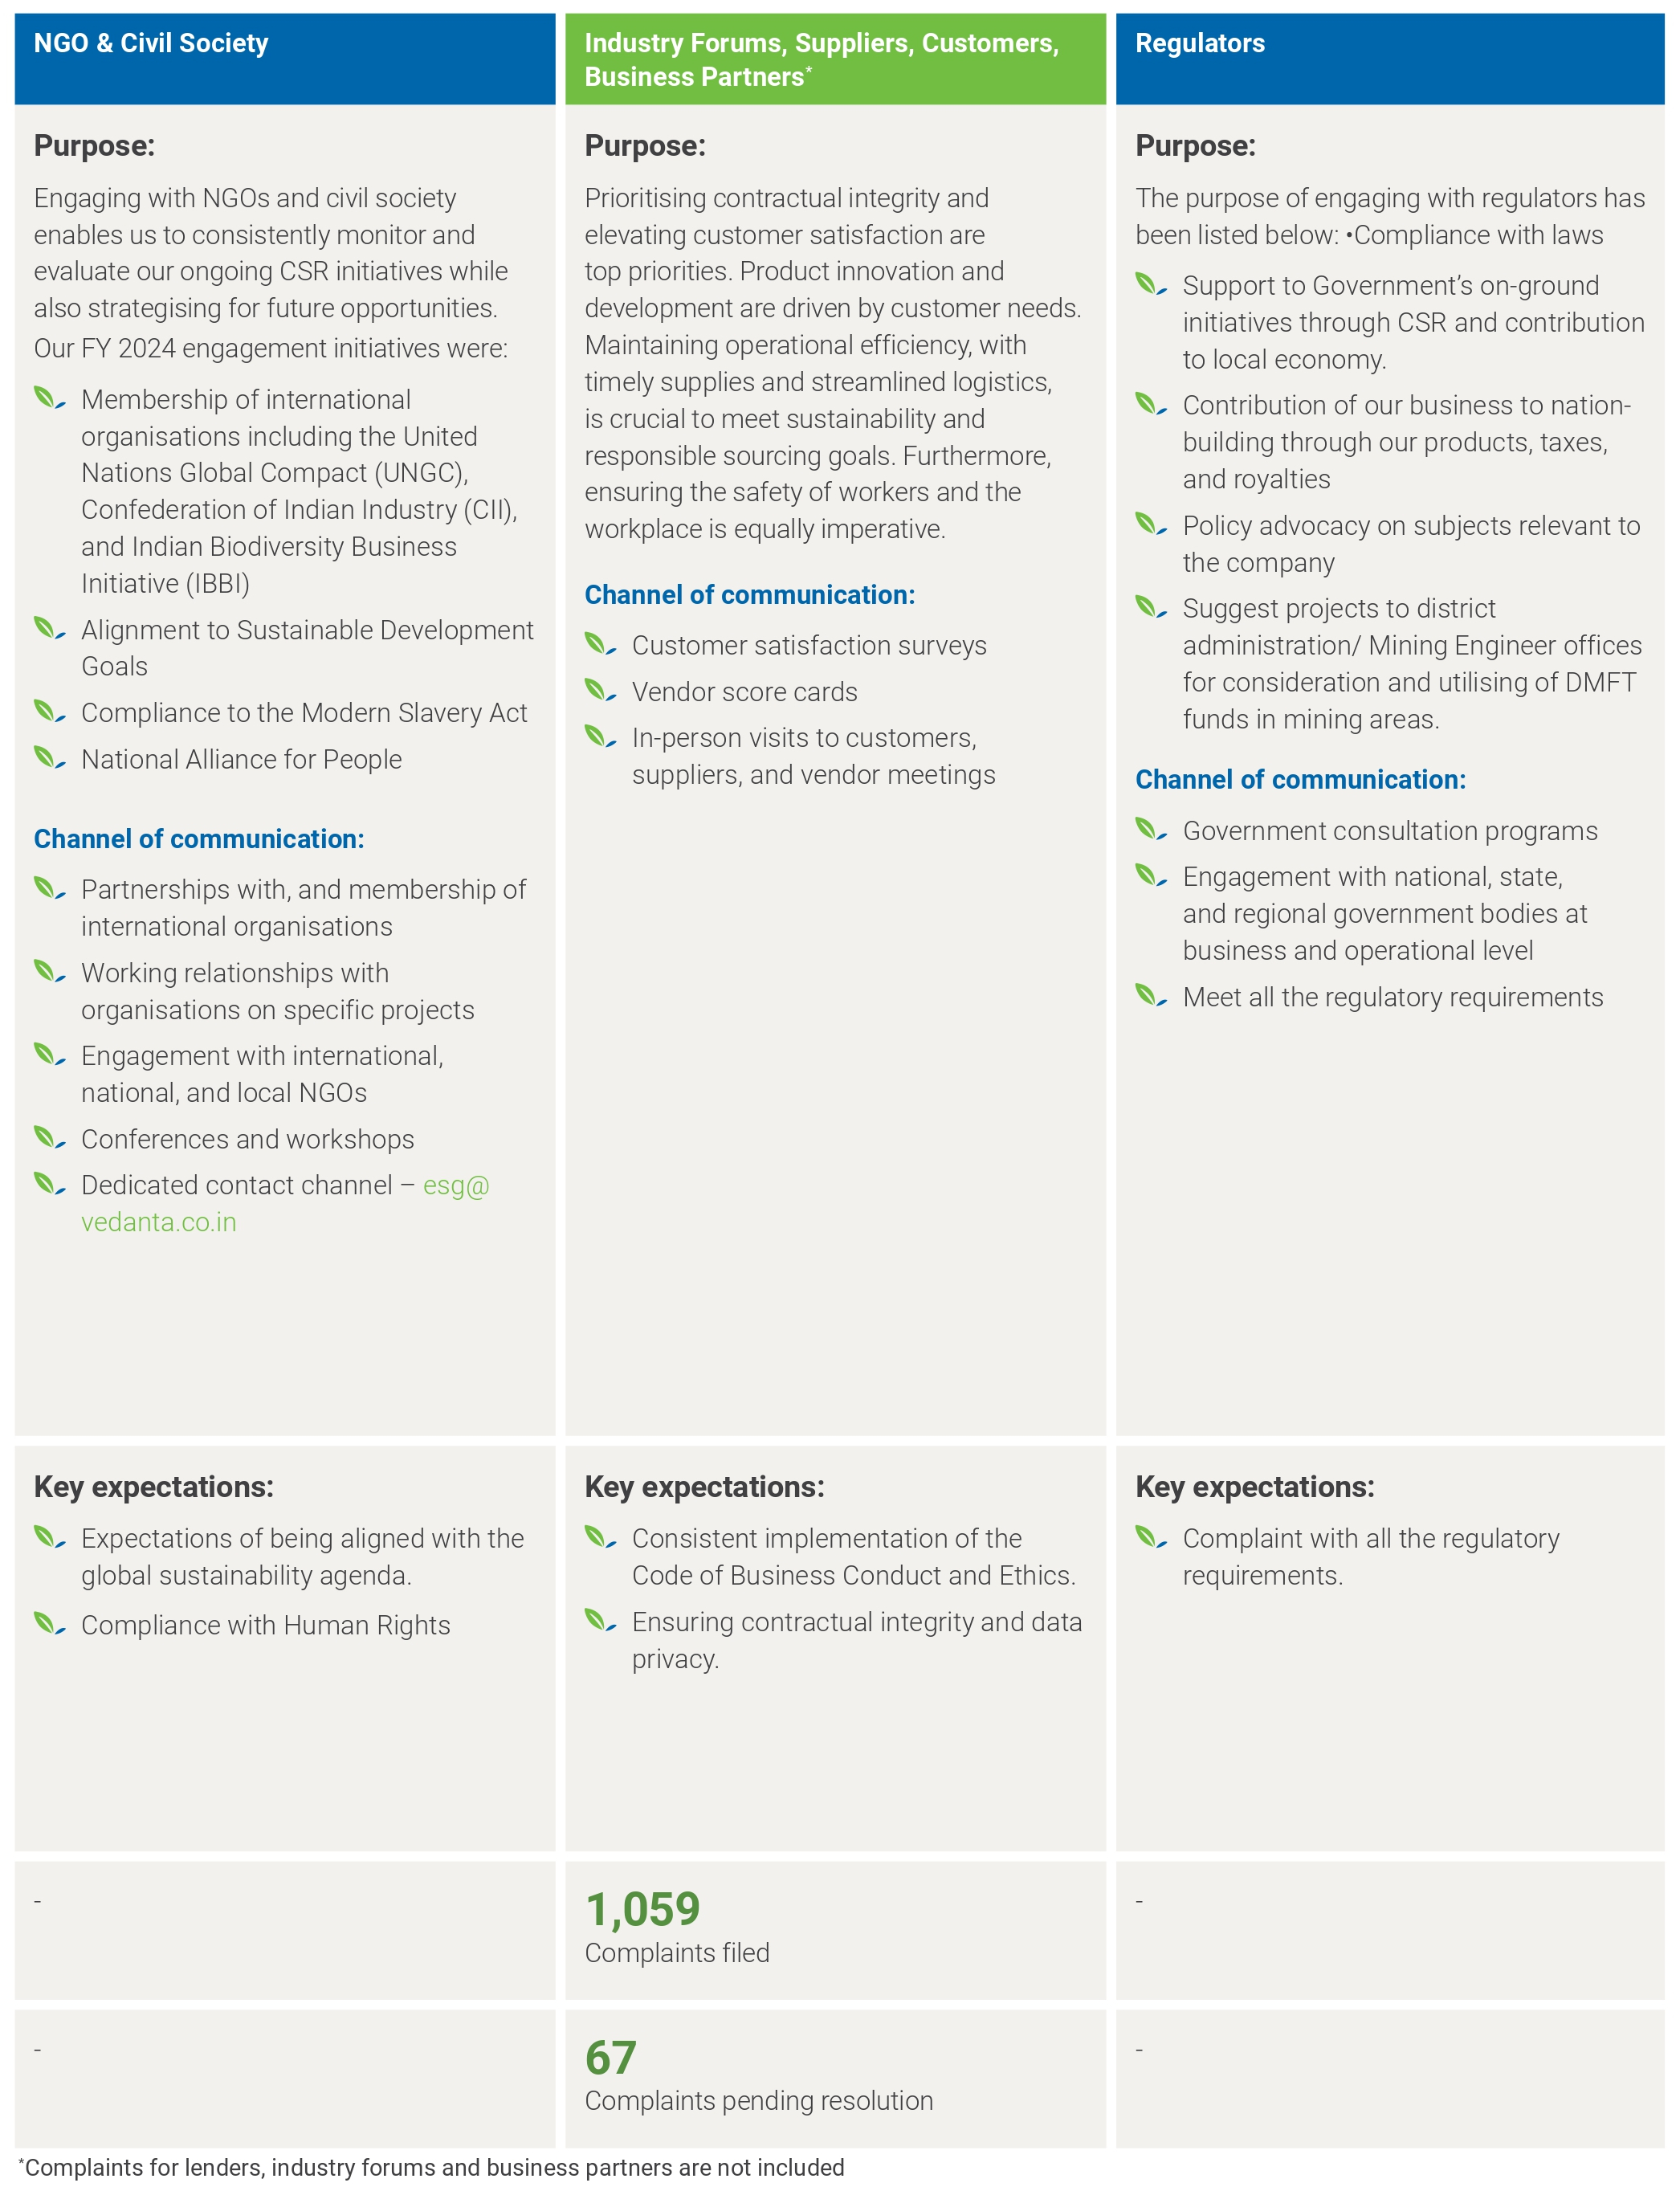 NGO & Civil Society
Purpose:
Engaging with NGOs and civil society
enables us to consistently monitor and
evaluate our ongoing CSR initiatives while
also strategising for future opportunities.
Our FY 2024 engagement initiatives were:
Membership of international
organisations including the United
Nations Global Compact (UNGC),
Confederation of Indian Industry (CII),
and Indian Biodiversity Business
Initiative (IBBI)
Alignment to Sustainable Development
Goals
Compliance to the Modern Slavery Act
National Alliance for People
Channel of communication:
Partnerships with, and membership of
international organisations
Working relationships with
organisations on specific projects
Engagement with international,
national, and local NGOs
Conferences and workshops
Dedicated contact channel – esg@
vedanta.co.in
Key expectations:
Expectations of being aligned with the
global sustainability agenda.
Compliance with Human Rights
-
-
Industry Forums, Suppliers, Customers,
Business Partners*
Purpose:
Prioritising contractual integrity and
elevating customer satisfaction are
top priorities. Product innovation and
development are driven by customer needs.
Maintaining operational efficiency, with
timely supplies and streamlined logistics,
is crucial to meet sustainability and
responsible sourcing goals. Furthermore,
ensuring the safety of workers and the
workplace is equally imperative.
Channel of communication:
Customer satisfaction surveys
Vendor score cards
In-person visits to customers,
suppliers, and vendor meetings
Key expectations:
Consistent implementation of the
Code of Business Conduct and Ethics.
Ensuring contractual integrity and data
privacy.
1,059
Complaints filed
67
Complaints pending resolution
Regulators
Purpose:
The purpose of engaging with regulators has
been listed below: •Compliance with laws
Support to Government’s on-ground
initiatives through CSR and contribution
to local economy.
Contribution of our business to nation-
building through our products, taxes,
and royalties
Policy advocacy on subjects relevant to
the company
Suggest projects to district
administration/ Mining Engineer offices
for consideration and utilising of DMFT
funds in mining areas.
Channel of communication:
Government consultation programs
Engagement with national, state,
and regional government bodies at
business and operational level
Meet all the regulatory requirements
Key expectations:
Complaint with all the regulatory
requirements.
-
-
*Complaints for lenders, industry forums and business partners are not included